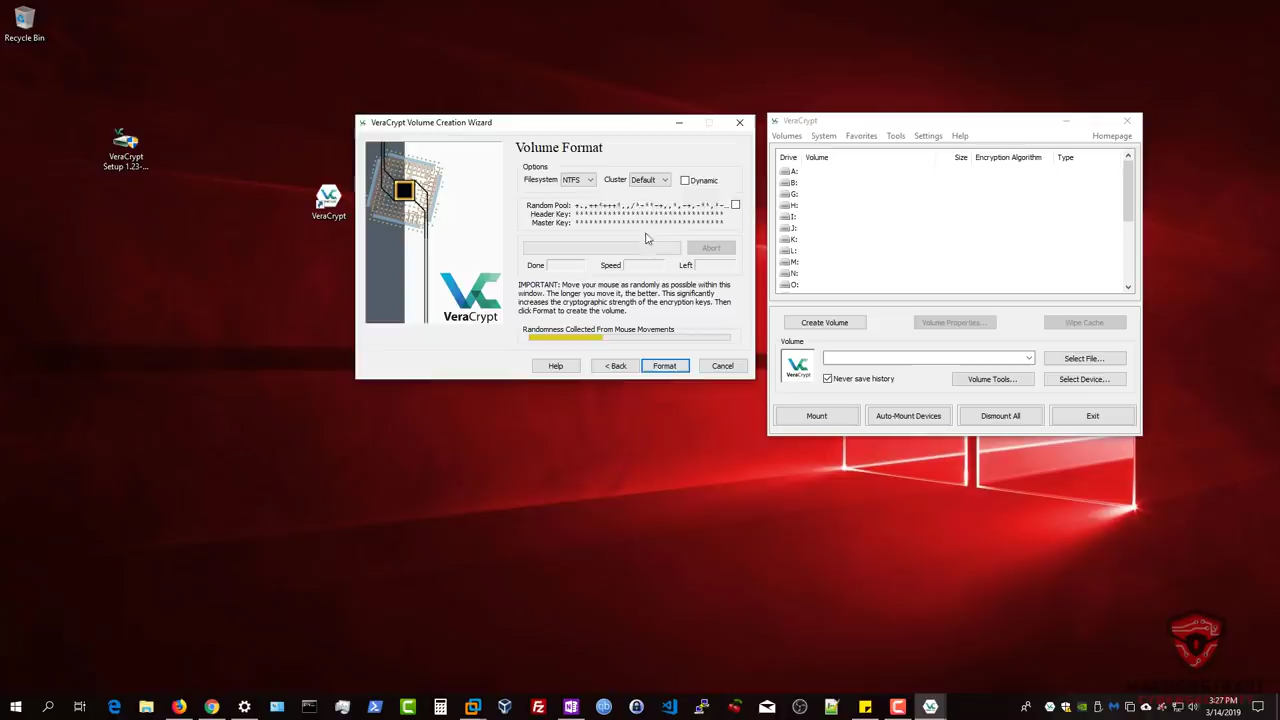 Recycle Bin
VeraCrypt
Setup 1.23-...
VeraCrypt
VeraCrypt Volume Creation Wizard
Volume Format
Options
Filesystem NTFS Cluster Default Dynamic
Random Pool:
Header Key: **********************************
Master Key: **********************************
Abort
Done Speed Left
IMPORTANT: Move your mouse as randomly as possible within this
window. The longer you move it, the better. This significantly
increases the cryptographic strength of the encryption keys. Then
click Format to create the volume.
Randomness Collected From Mouse Movements
VeraCrypt
Help < Back Format Cancel
VeraCrypt
Volumes System Favorites Tools Settings Help Homepage
Drive Volume Size Encryption Algorithm Type
A:
B:
G:
H:
I:
J:
K:
L:
M:
N:
O:
Create Volume Volume Properties... Wipe Cache
Volume
VeraCrypt
Select File...
Never save history Volume Tools... Select Device...
Mount Auto-Mount Devices Dismount All Exit
3:27 PM
3/14/2019